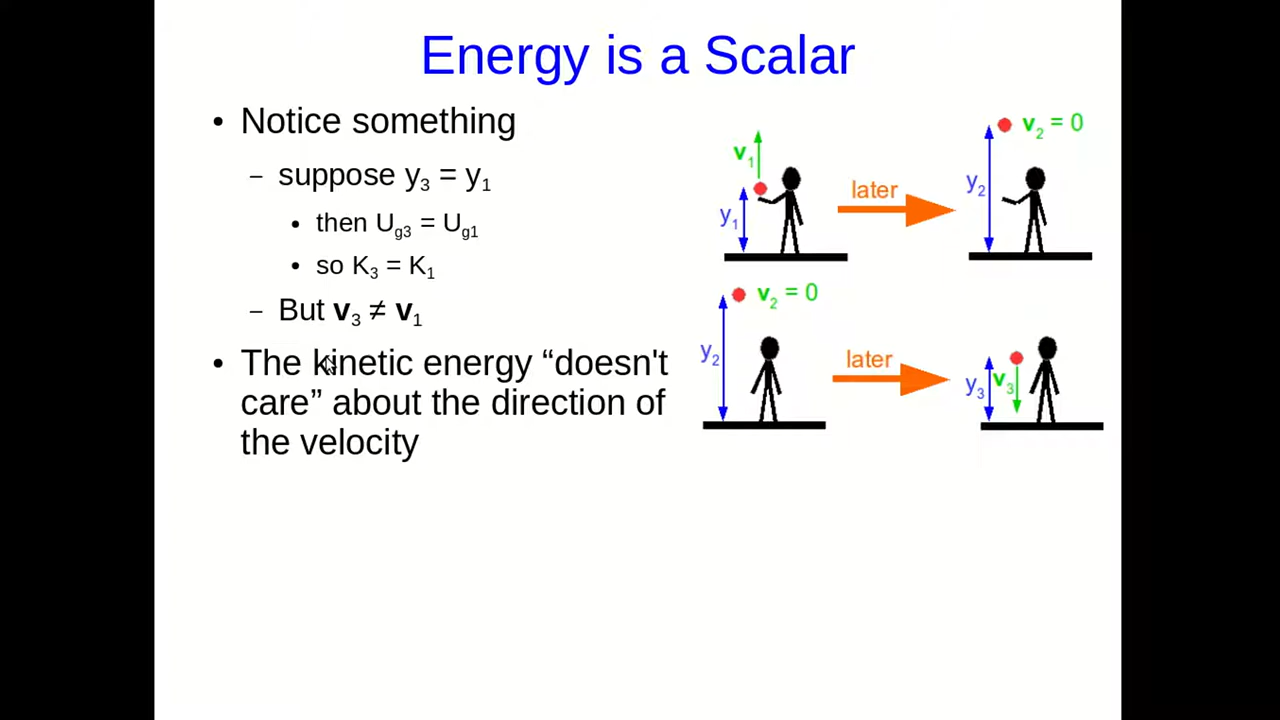 Energy is a Scalar
• Notice something
– suppose y₃ = y₁
• then U_g3 = U_g1
• so K₃ = K₁
– But v₃ ≠ v₁
• The kinetic energy “doesn't
care” about the direction of
the velocity
v₁
y₁
later
y₂
v₂ = 0
y₂
v₂ = 0
later
y₃
v₃